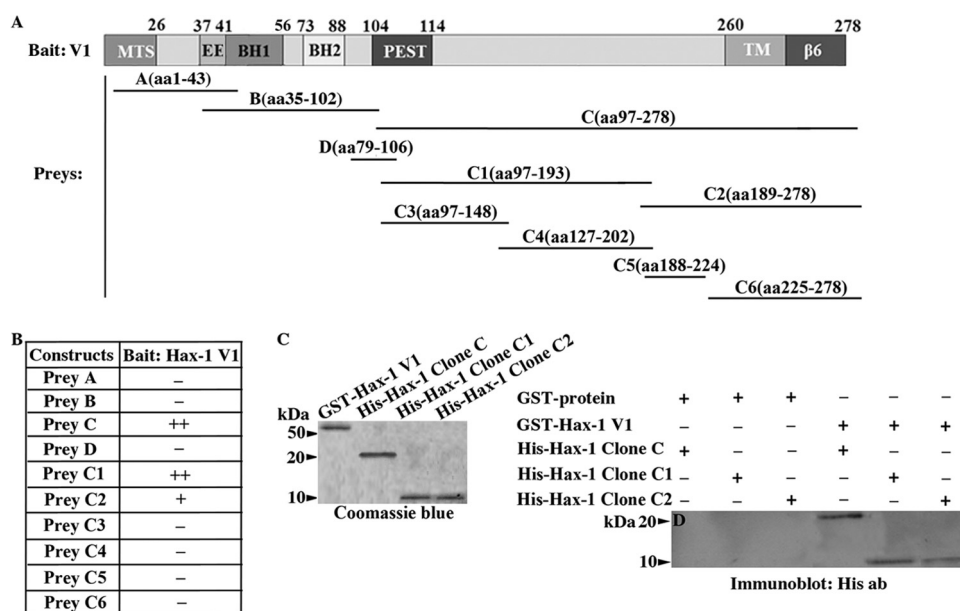 A
26 37 41 56 73 88 104 114 260 278
Bait: V1 MTS EE BH1 BH2 PEST TM β6
A(aa1-43)
B(aa35-102)
C(aa97-278)
D(aa79-106)
Preys:
C1(aa97-193)
C2(aa189-278)
C3(aa97-148)
C4(aa127-202)
C5(aa188-224)
C6(aa225-278)
B
Constructs Bait: Hax-1 V1
Prey A –
Prey B –
Prey C ++
Prey D –
Prey C1 ++
Prey C2 +
Prey C3 –
Prey C4 –
Prey C5 –
Prey C6 –
C
GST-Hax-1 V1
His-Hax-1 Clone C
His-Hax-1 Clone C1
His-Hax-1 Clone C2
kDa
50
20
10
Coomassie blue
GST-protein + + + – – –
GST-Hax-1 V1 – – – + + +
His-Hax-1 Clone C + – – + – –
His-Hax-1 Clone C1 – + – – + –
His-Hax-1 Clone C2 – – + – – +
D
kDa 20
10
Immunoblot: His ab